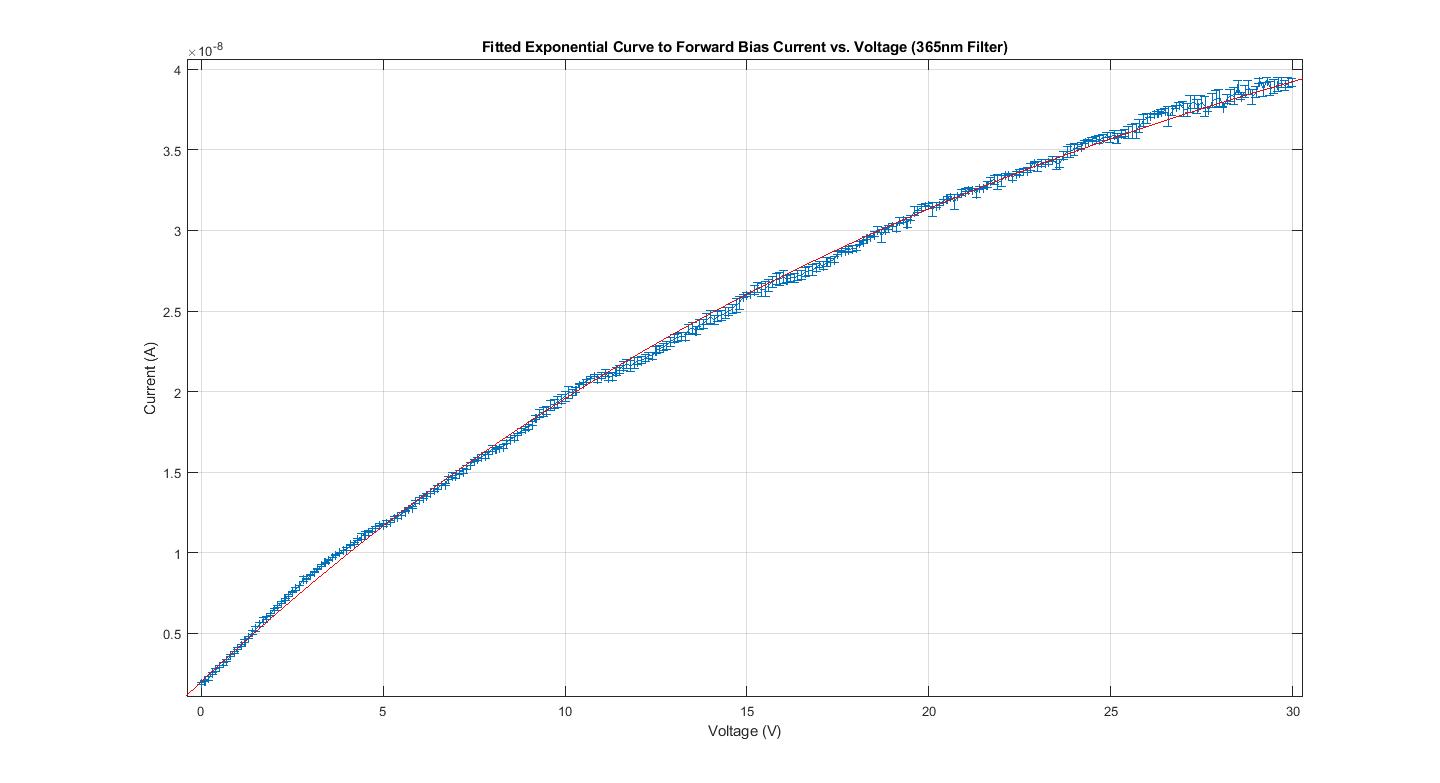 Fitted Exponential Curve to Forward Bias Current vs. Voltage (365nm Filter)
×10-8
4
3.5
3
2.5
2
1.5
1
0.5
Current (A)
0 5 10 15 20 25 30
Voltage (V)